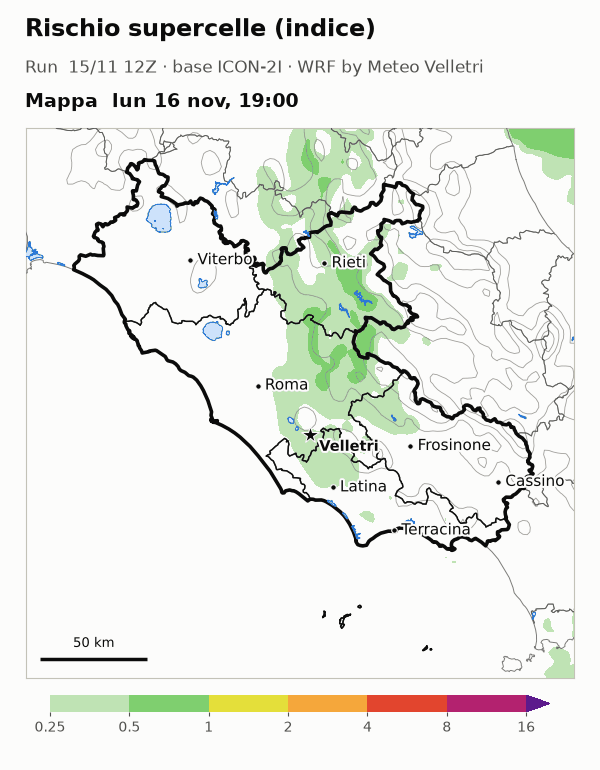 Rischio supercelle (indice)
Run  15/11 12Z · base ICON-2I · WRF by Meteo Velletri
Mappa  lun 16 nov, 19:00
Viterbo
Rieti
Roma
Velletri
Frosinone
Latina
Cassino
Terracina
50 km
0.25 0.5 1 2 4 8 16